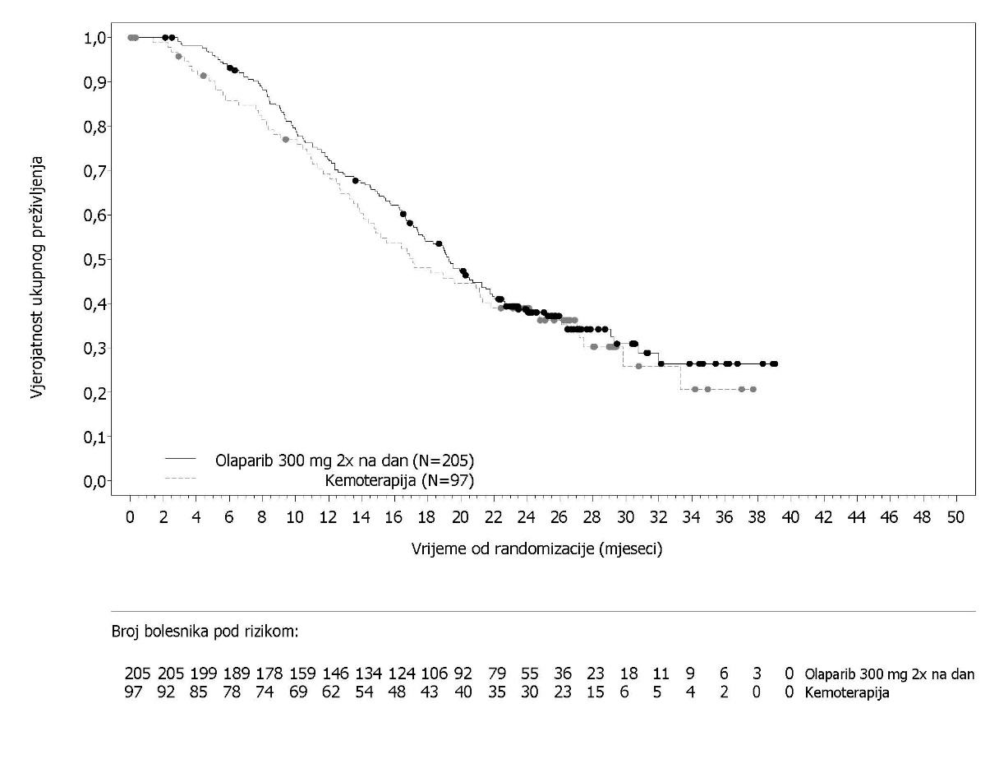 Vjerojatnost ukupnog preživljenja
1,0
0,9
0,8
0,7
0,6
0,5
0,4
0,3
0,2
0,1
0,0
Olaparib 300 mg 2x na dan (N=205)
Kemoterapija (N=97)
0 2 4 6 8 10 12 14 16 18 20 22 24 26 28 30 32 34 36 38 40 42 44 46 48 50
Vrijeme od randomizacije (mjeseci)
Broj bolesnika pod rizikom:
205 205 199 189 178 159 146 134 124 106 92 79 55 36 23 18 11 9 6 3 0 Olaparib 300 mg 2x na dan
97 92 85 78 74 69 62 54 48 43 40 35 30 23 15 6 5 4 2 0 0 Kemoterapija